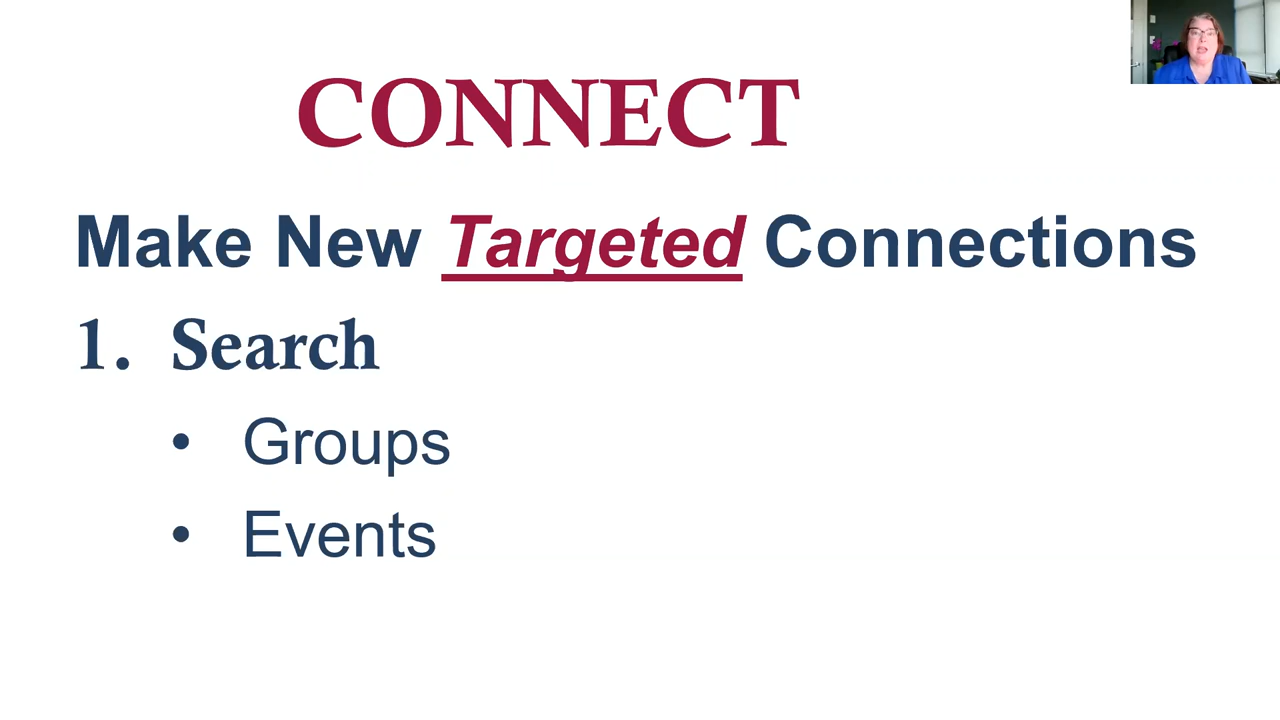 CONNECT
Make New Targeted Connections
1. Search
• Groups
• Events